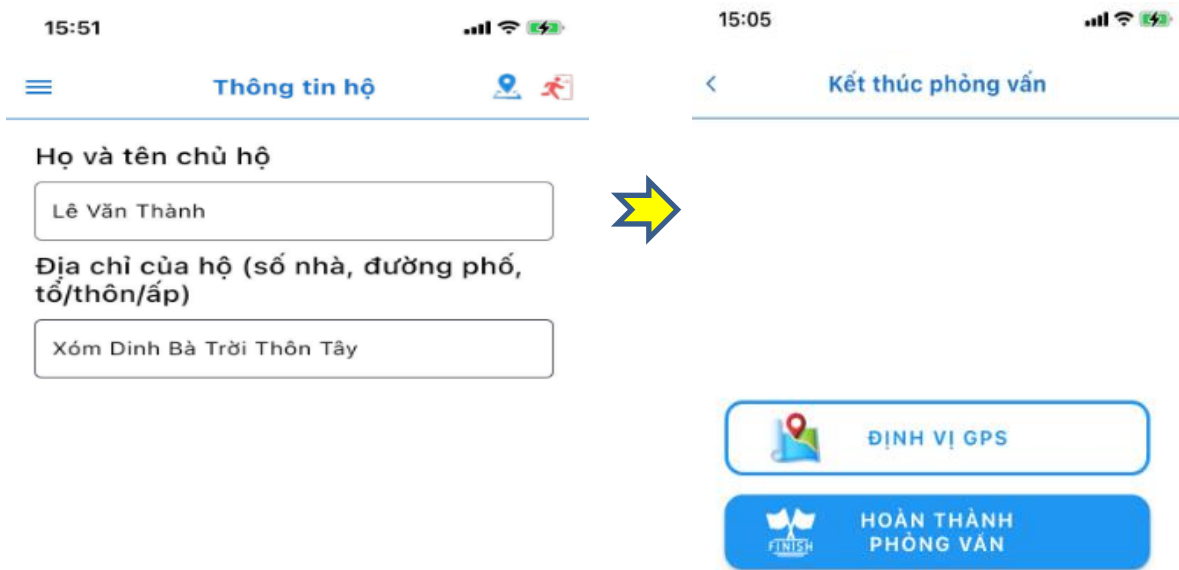 15:51
Thông tin hộ
Họ và tên chủ hộ
Lê Văn Thành
Địa chỉ của hộ (số nhà, đường phố,
tổ/thôn/ấp)
Xóm Dinh Bà Trời Thôn Tây
15:05
Kết thúc phỏng vấn
ĐỊNH VỊ GPS
FINISH
HOÀN THÀNH
PHỎNG VẤN